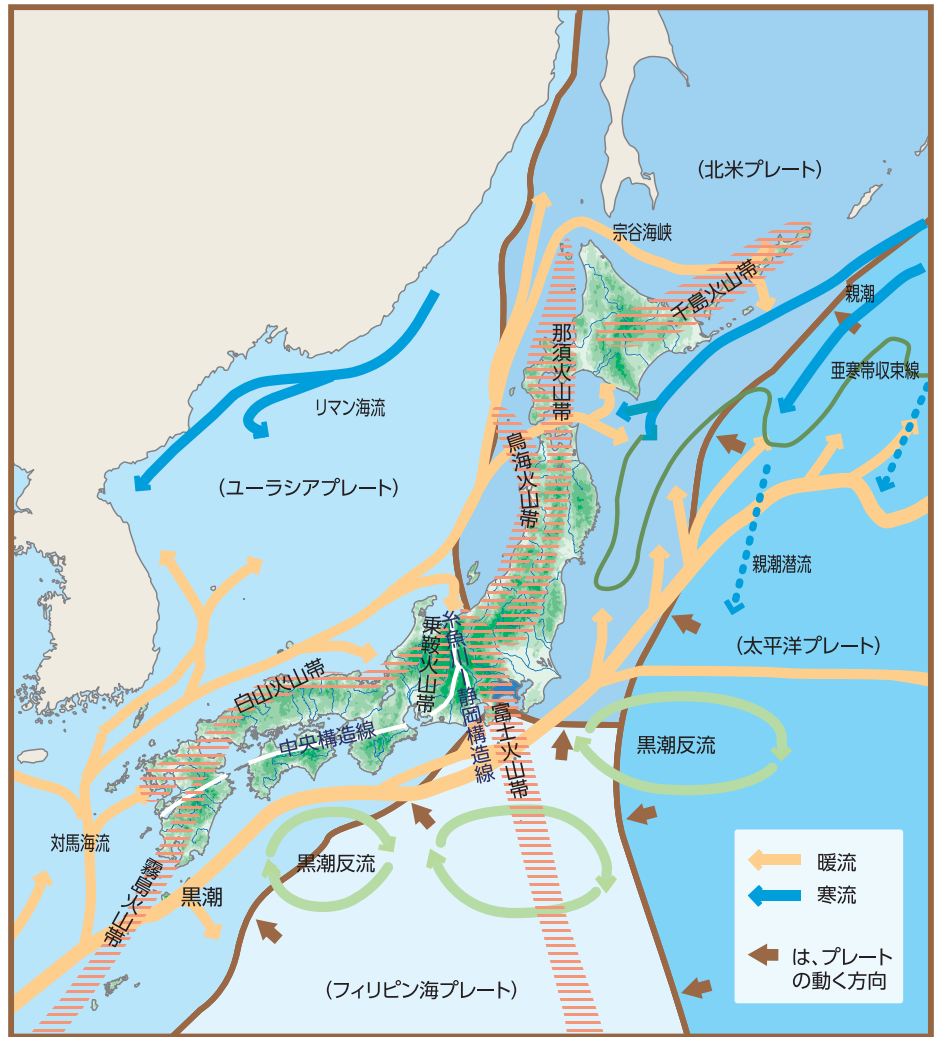 (北米プレート)
宗谷海峡
千島火山帯
親潮
那須火山帯
亜寒帯収束線
リマン海流
鳥海火山帯
(ユーラシアプレート)
親潮潜流
糸魚川
静岡構造線
乗鞍火山帯
(太平洋プレート)
白山火山帯
富士火山帯
中央構造線
黒潮反流
対馬海流
黒潮反流
霧島火山帯
黒潮
暖流
寒流
は、プレート
の動く方向
(フィリピン海プレート)